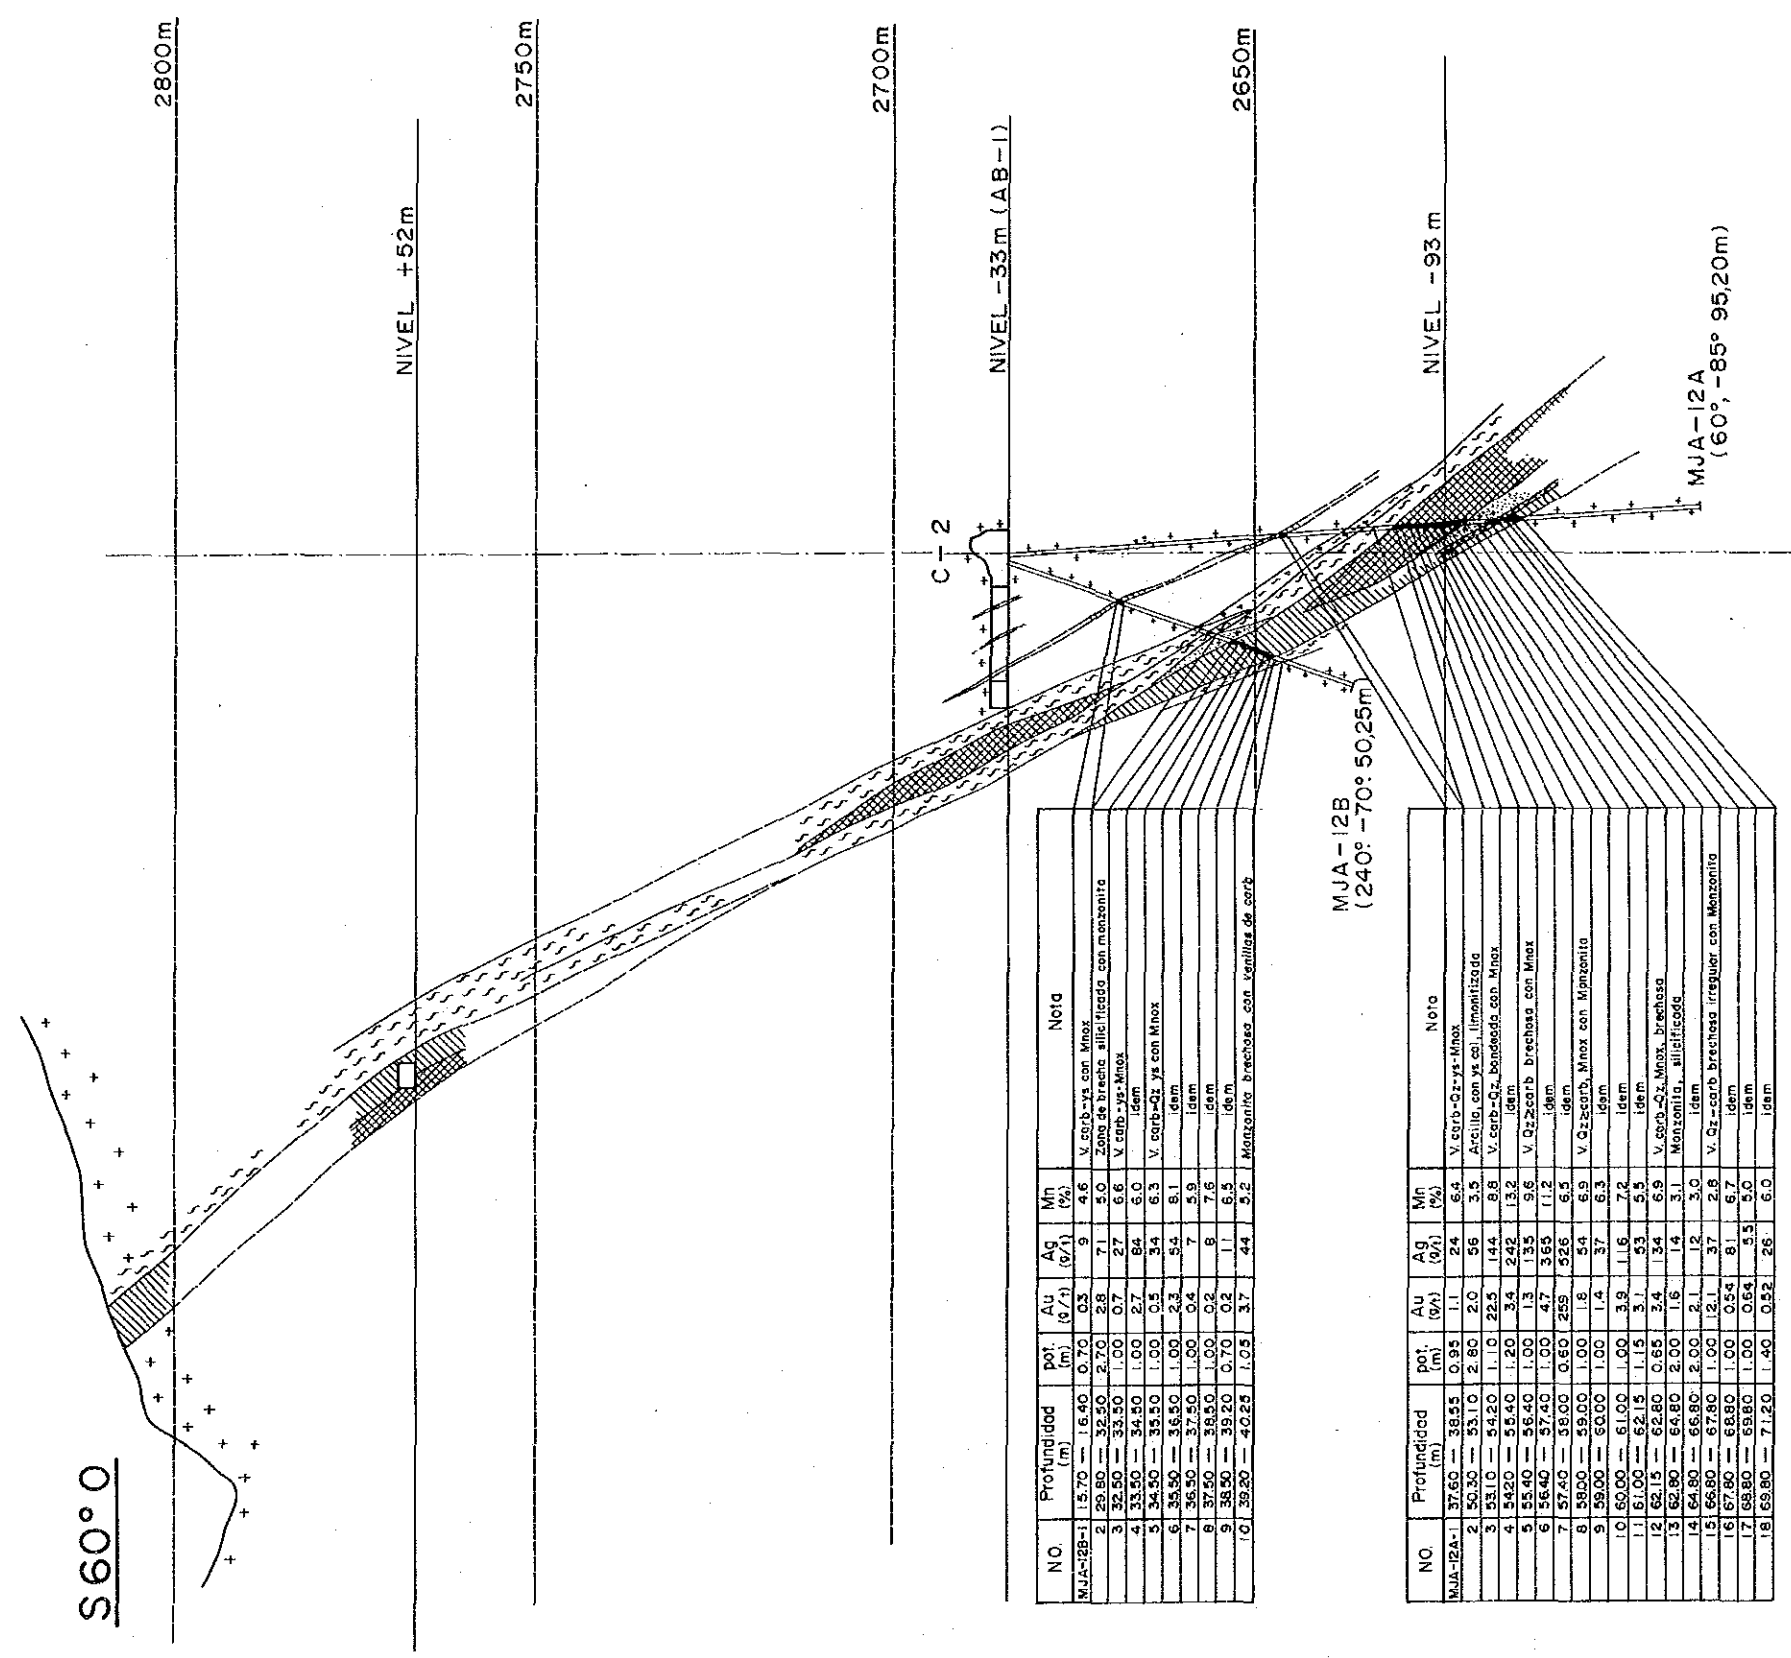 S 60° O
2800m
NIVEL +52m
2750m
2700m
C-2
NIVEL -33m (AB-1)
2650m
NIVEL -93 m
MJA-12B
(240° -70° 50,25m
MJA-12A
(60°, -85° 95,20m)
NO. Profundidad (m) pot. (m) Au (g/t) Ag (g/t) Mn (%) Nota
MJA-12B-1 15.70 — 16.40 0.70 0.3 9 4.6 V. carb-ys con Mnox
2 29.80 — 32.50 2.70 2.8 71 5.0 Zona de brecha silicificada con monzonita
3 32.50 — 33.50 1.00 0.7 27 6.6 V. carb-ys-Mnox
4 33.50 — 34.50 1.00 2.7 84 6.0 idem
5 34.50 — 35.50 1.00 0.5 34 6.3 V. carb-Qz ys con Mnox
6 35.50 — 36.50 1.00 2.3 54 8.1 idem
7 36.50 — 37.50 1.00 0.4 7 5.9 idem
8 37.50 — 38.50 1.00 0.2 8 7.6 idem
9 38.50 — 39.20 0.70 0.2 11 6.5 idem
10 39.20 — 40.25 1.05 3.7 44 5.2 Monzonita brechosa con venillas de carb
NO. Profundidad (m) pot. (m) Au (g/t) Ag (g/t) Mn (%) Nota
MJA-12A-1 37.60 — 38.55 0.95 1.1 24 6.4 V. carb-Qz-ys-Mnox
2 50.30 — 53.10 2.80 2.0 56 3.5 Arcilla, con ys cal, limonitizada
3 53.10 — 54.20 1.10 22.5 144 8.8 V. carb-Qz, bandeada con Mnox
4 54.20 — 55.40 1.20 3.4 242 13.2 idem
5 55.40 — 56.40 1.00 1.3 135 9.6 V. Qz≥carb brechosa con Mnox
6 56.40 — 57.40 1.00 4.7 365 11.2 idem
7 57.40 — 58.00 0.60 25.9 526 6.5 idem
8 58.00 — 59.00 1.00 1.8 54 6.9 V. Qz≥carb, Mnox con Monzonita
9 59.00 — 60.00 1.00 1.4 37 6.3 idem
10 60.00 — 61.00 1.00 3.9 116 7.2 idem
11 61.00 — 62.15 1.15 3.1 53 5.5 idem
12 62.15 — 62.80 0.65 3.4 134 6.9 V. carb-Qz, Mnox, brechosa
13 62.80 — 64.80 2.00 1.6 14 3.1 Monzonita, silicificada
14 64.80 — 66.80 2.00 2.1 12 3.0 idem
15 66.80 — 67.80 1.00 12.1 37 2.8 V. Qz-carb brechosa irregular con Monzonita
16 67.80 — 68.80 1.00 0.54 8.1 6.7 idem
17 68.80 — 69.80 1.00 0.64 5.5 5.0 idem
18 69.80 — 71.20 1.40 0.52 26 6.0 idem